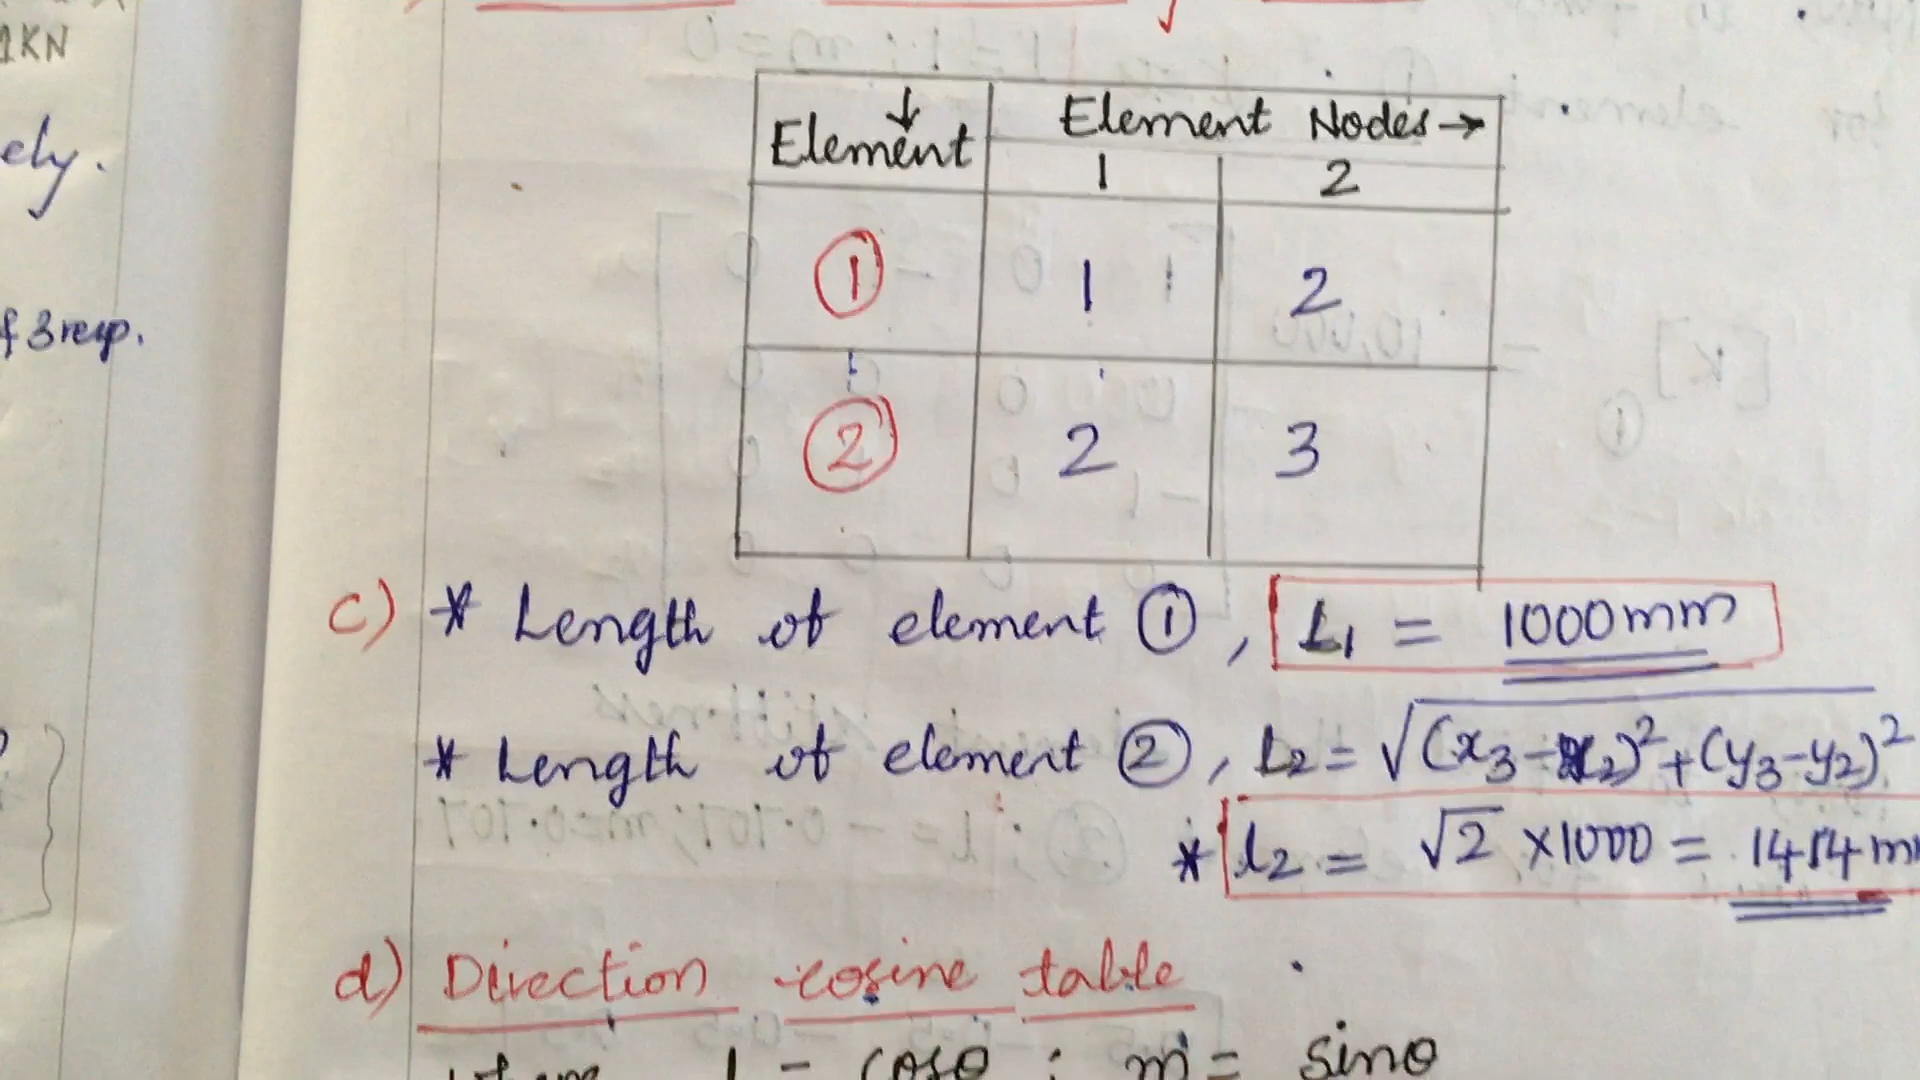 1KN
ely.
f 3 resp.
Element ↓ Element Nodes →
1 2
① 1 2
② 2 3
c) * Length of element ①, L₁ = 1000mm
* Length of element ②, L₂ = √(x₃-x₂)²+(y₃-y₂)²
* L₂ = √2 ×1000 = 1414 m
d) Direction cosine table
l = cosθ ; m = sinθ